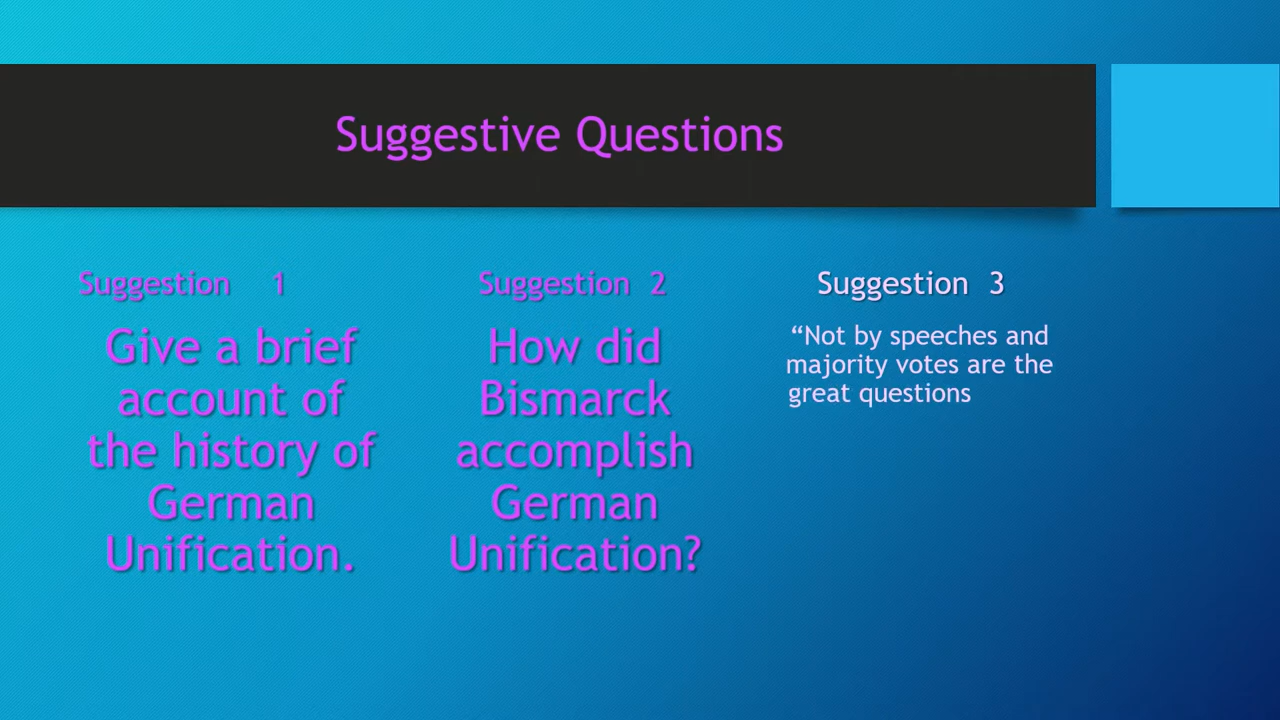 Suggestive Questions
Suggestion 1
Give a brief
account of
the history of
German
Unification.
Suggestion 2
How did
Bismarck
accomplish
German
Unification?
Suggestion 3
“Not by speeches and
majority votes are the
great questions